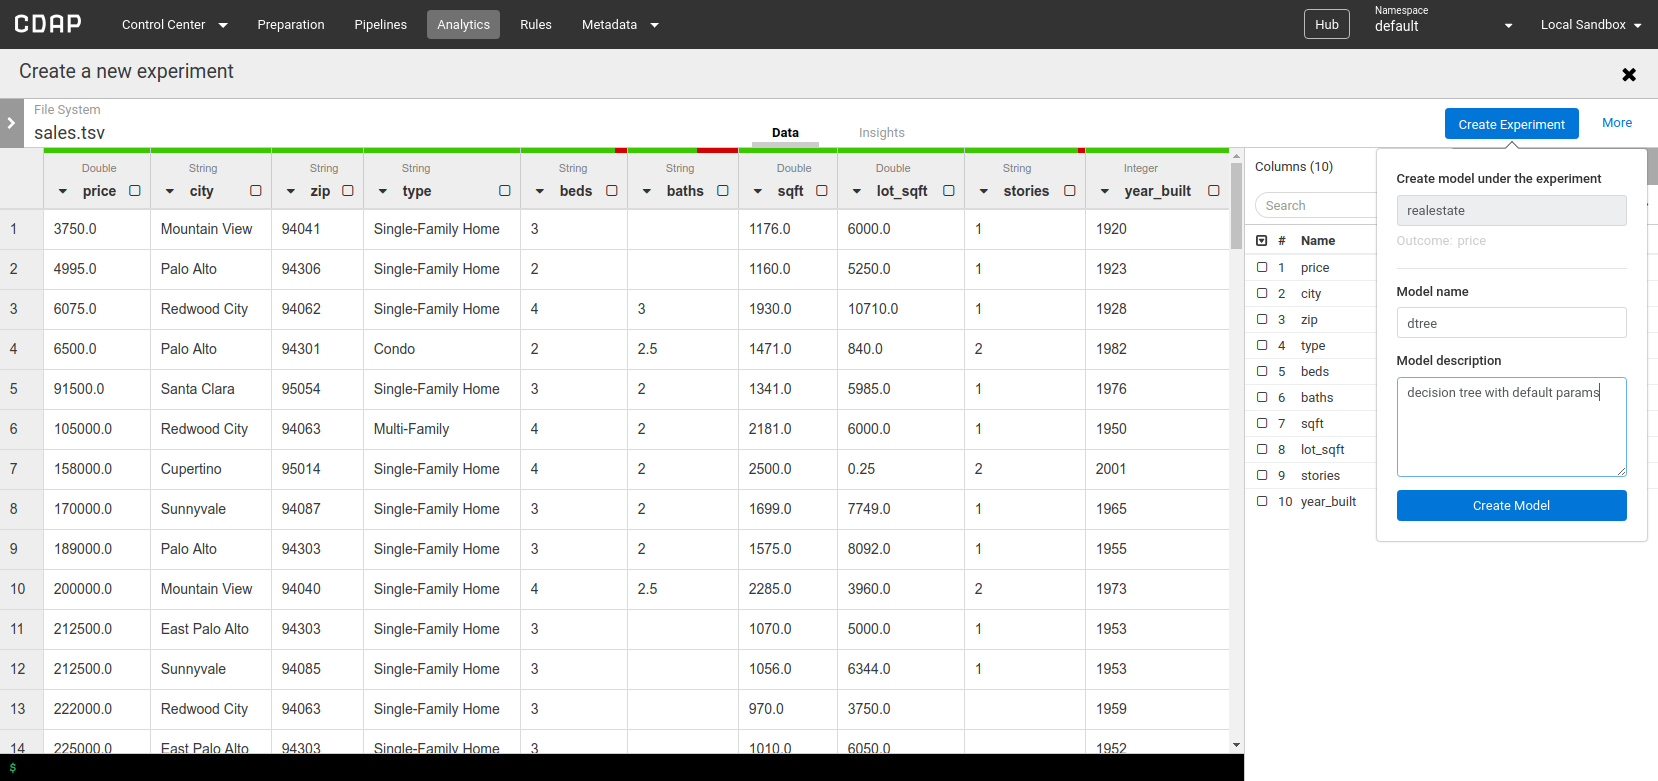 CDAP Control Center Preparation Pipelines Analytics Rules Metadata Hub Namespace default Local Sandbox
Create a new experiment
File System
sales.tsv
Data Insights
Create Experiment More
Double String String String String String Double Double String Integer
price city zip type beds baths sqft lot_sqft stories year_built
1 3750.0 Mountain View 94041 Single-Family Home 3 1176.0 6000.0 1 1920
2 4995.0 Palo Alto 94306 Single-Family Home 2 1160.0 5250.0 1 1923
3 6075.0 Redwood City 94062 Single-Family Home 4 3 1930.0 10710.0 1 1928
4 6500.0 Palo Alto 94301 Condo 2 2.5 1471.0 840.0 2 1982
5 91500.0 Santa Clara 95054 Single-Family Home 3 2 1341.0 5985.0 1 1976
6 105000.0 Redwood City 94063 Multi-Family 4 2 2181.0 6000.0 1 1950
7 158000.0 Cupertino 95014 Single-Family Home 4 2 2500.0 0.25 2 2001
8 170000.0 Sunnyvale 94087 Single-Family Home 3 2 1699.0 7749.0 1 1965
9 189000.0 Palo Alto 94303 Single-Family Home 3 2 1575.0 8092.0 1 1955
10 200000.0 Mountain View 94040 Single-Family Home 4 2.5 2285.0 3960.0 2 1973
11 212500.0 East Palo Alto 94303 Single-Family Home 3 1070.0 5000.0 1 1953
12 212500.0 Sunnyvale 94085 Single-Family Home 3 1056.0 6344.0 1 1953
13 222000.0 Redwood City 94063 Single-Family Home 3 970.0 3750.0 1959
14 225000.0 East Palo Alto 94303 Single-Family Home 3 1010.0 6050.0 1952
$
Columns (10)
Search
# Name
1 price
2 city
3 zip
4 type
5 beds
6 baths
7 sqft
8 lot_sqft
9 stories
10 year_built
Create model under the experiment
realestate
Outcome: price
Model name
dtree
Model description
decision tree with default params
Create Model